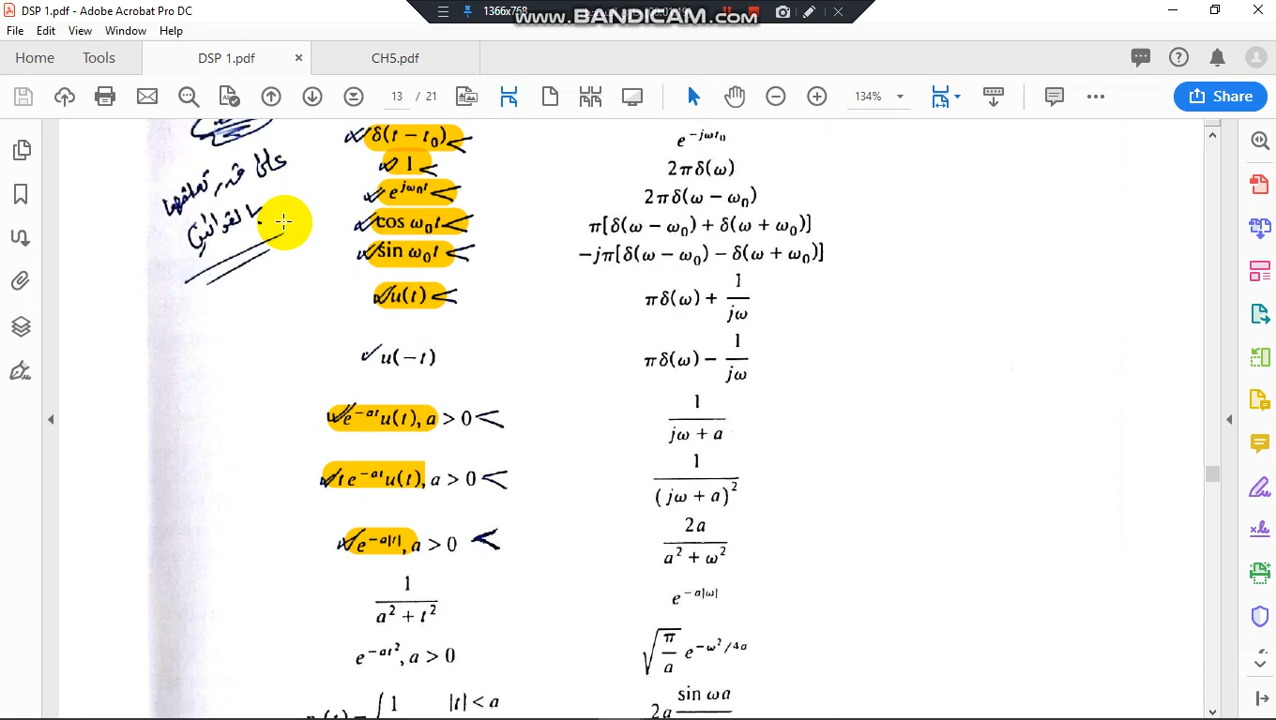 DSP 1.pdf - Adobe Acrobat Pro DC
1366x768
www.BANDICAM.com
File Edit View Window Help
Home Tools DSP 1.pdf × CH5.pdf
13 / 21 134% Share
δ(t − t₀) e^{−jωt₀}
1 2πδ(ω)
e^{jω₀t} 2πδ(ω − ω₀)
cos ω₀t π[δ(ω − ω₀) + δ(ω + ω₀)]
sin ω₀t −jπ[δ(ω − ω₀) − δ(ω + ω₀)]
u(t) πδ(ω) + 1/jω
u(−t) πδ(ω) − 1/jω
e^{−at}u(t), a > 0 1/(jω + a)
te^{−at}u(t), a > 0 1/(jω + a)²
e^{−a|t|}, a > 0 2a/(a² + ω²)
1/(a² + t²) e^{−a|ω|}
e^{−at²}, a > 0 √(π/a) e^{−ω²/4a}
1 |t| < a 2a sin ωa